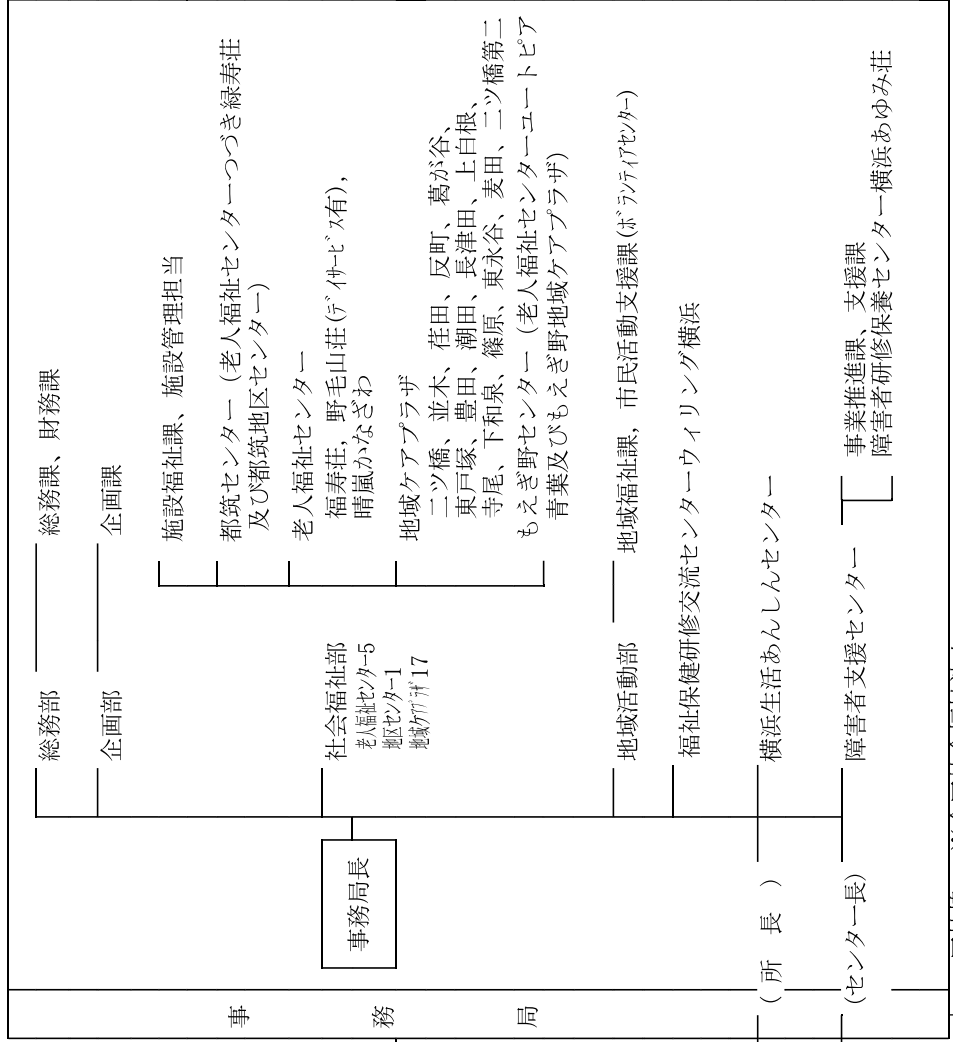 事務局
事務局長
（所長）
（センター長）
総務部
総務課、財務課
企画部
企画課
社会福祉部
老人福祉センター5
地区センター1
地域ケアプラザ17
施設福祉課、施設管理担当
都筑センター（老人福祉センターつづき緑寿荘
及び都筑地区センター）
老人福祉センター
福寿荘，野毛山荘(デイサービス有)，
晴嵐かなざわ
地域ケアプラザ
二ツ橋、並木、荏田、反町、葛が谷、
東戸塚、豊田、潮田、長津田、上白根、
寺尾、下和泉、篠原、東永谷、麦田、二ツ橋第二
もえぎ野センター（老人福祉センターユートピア
青葉及びもえぎ野地域ケアプラザ）
地域活動部
地域福祉課，市民活動支援課(ボランティアセンター)
福祉保健研修交流センターウィリング横浜
横浜生活あんしんセンター
障害者支援センター
事業推進課、支援課
障害者研修保養センター横浜あゆみ荘